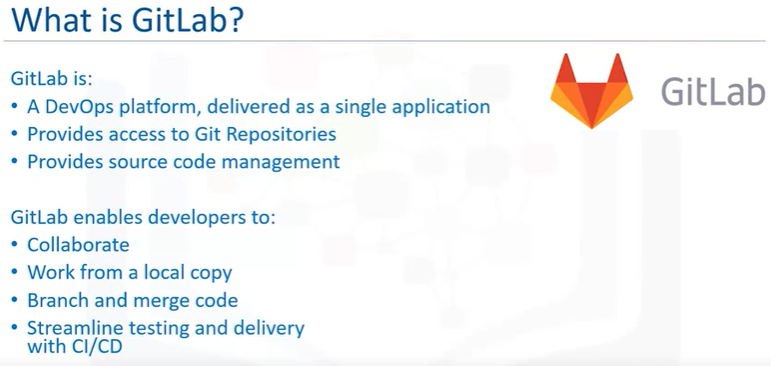 What is GitLab?
GitLab
GitLab is:
• A DevOps platform, delivered as a single application
• Provides access to Git Repositories
• Provides source code management
GitLab enables developers to:
• Collaborate
• Work from a local copy
• Branch and merge code
• Streamline testing and delivery
with CI/CD